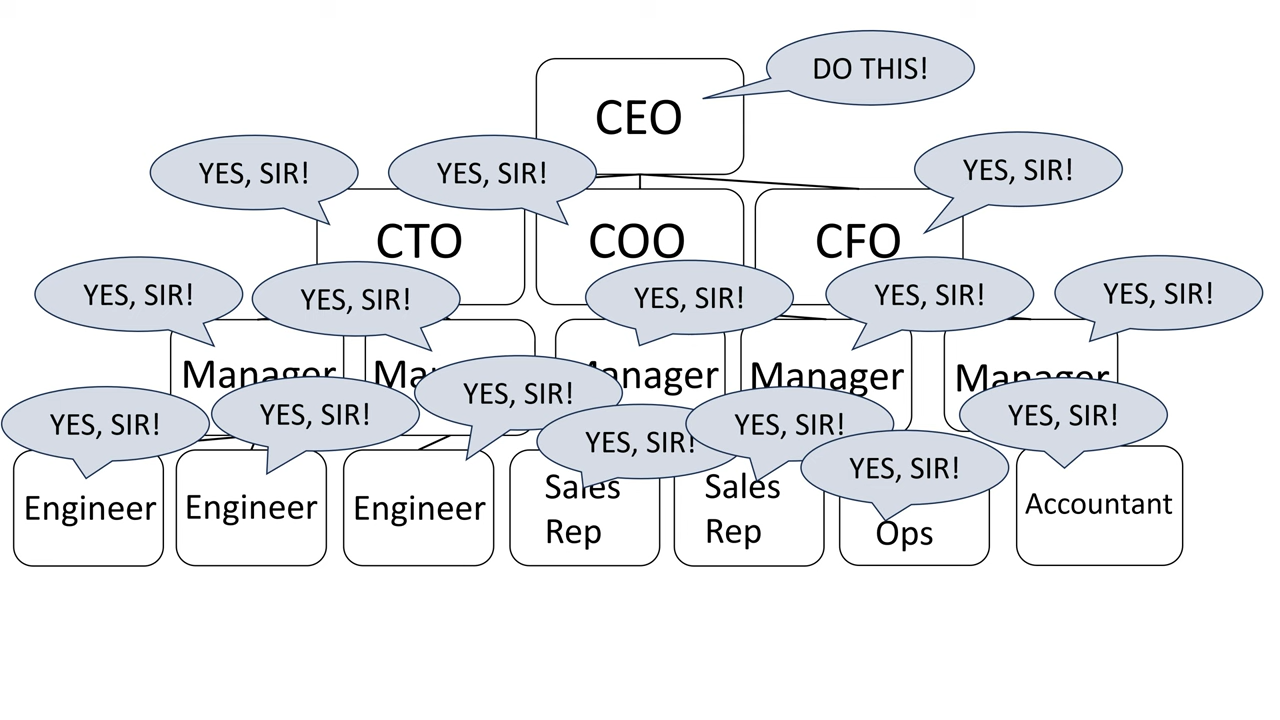 DO THIS!
CEO
YES, SIR!
YES, SIR!
YES, SIR!
CTO
COO
CFO
YES, SIR!
YES, SIR!
YES, SIR!
YES, SIR!
YES, SIR!
Manager
Manager
Manager
Manager
Manager
YES, SIR!
YES, SIR!
YES, SIR!
YES, SIR!
YES, SIR!
YES, SIR!
YES, SIR!
Engineer
Engineer
Engineer
Sales
Rep
Sales
Rep
Ops
Accountant